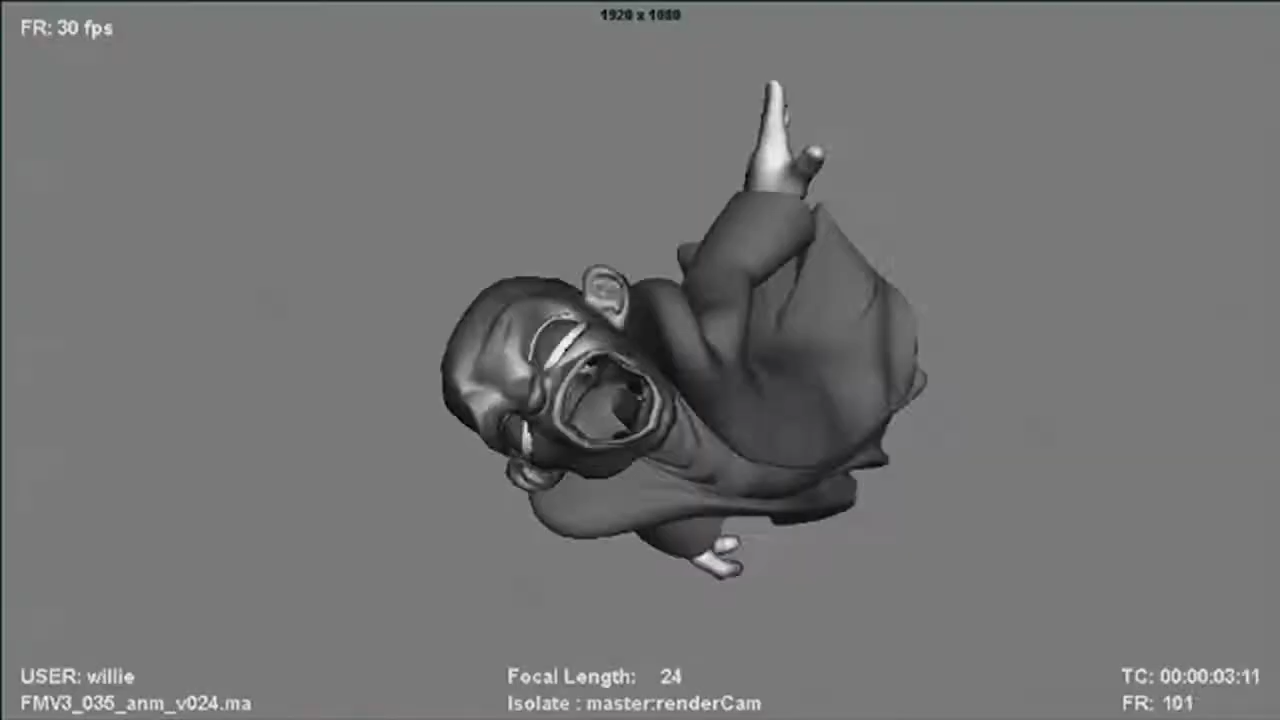 1920 x 1080
FR: 30 fps
USER: willie
Focal Length: 24
TC: 00:00:03:11
FMV3_035_anm_v024.ma
Isolate : master:renderCam
FR: 101